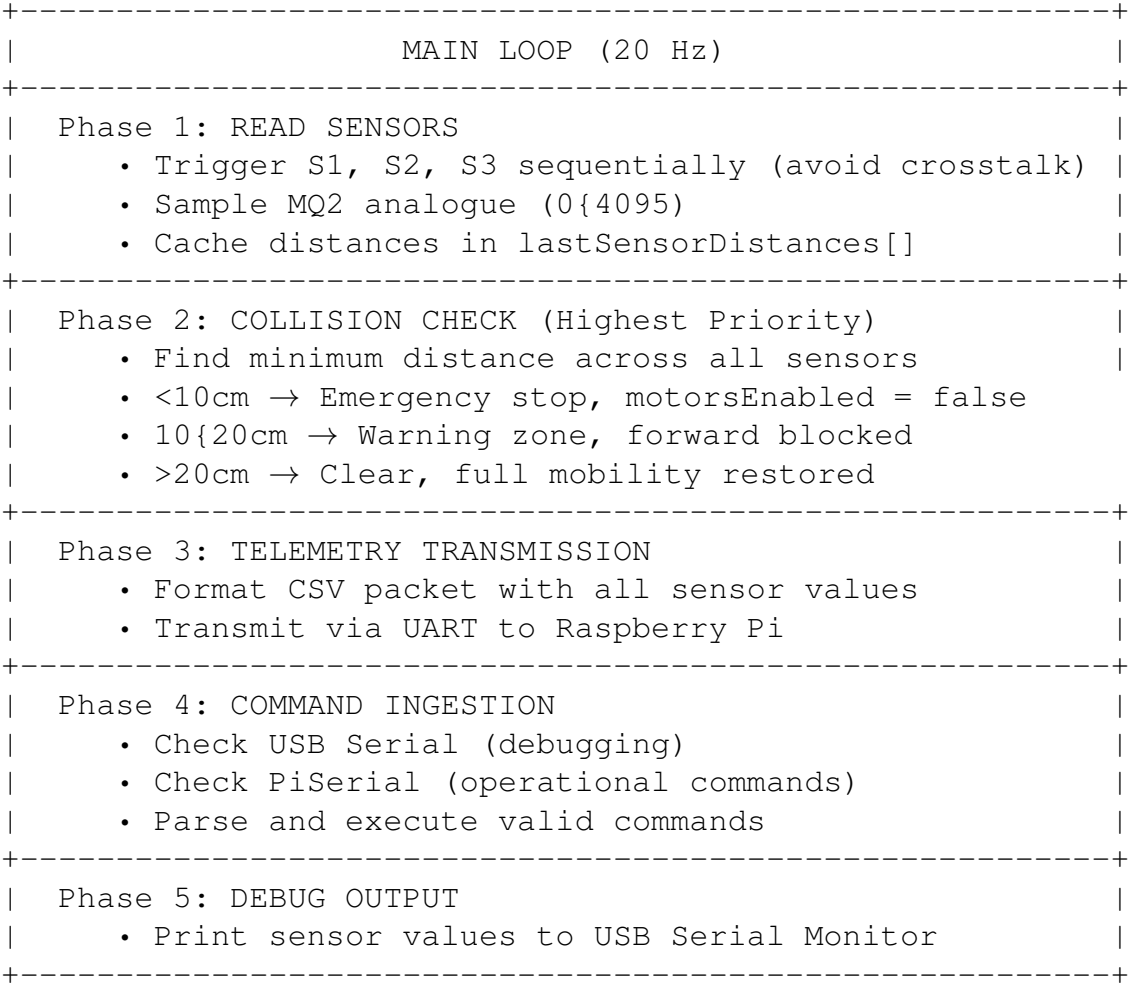 +---------------------------------------------------------+
|                    MAIN LOOP (20 Hz)                    |
+---------------------------------------------------------+
|  Phase 1: READ SENSORS                                  |
|     • Trigger S1, S2, S3 sequentially (avoid crosstalk) |
|     • Sample MQ2 analogue (0{4095)                      |
|     • Cache distances in lastSensorDistances[]          |
+---------------------------------------------------------+
|  Phase 2: COLLISION CHECK (Highest Priority)            |
|     • Find minimum distance across all sensors          |
|     • <10cm → Emergency stop, motorsEnabled = false
|     • 10{20cm → Warning zone, forward blocked
|     • >20cm → Clear, full mobility restored
+---------------------------------------------------------+
|  Phase 3: TELEMETRY TRANSMISSION                        |
|     • Format CSV packet with all sensor values          |
|     • Transmit via UART to Raspberry Pi                 |
+---------------------------------------------------------+
|  Phase 4: COMMAND INGESTION                             |
|     • Check USB Serial (debugging)                      |
|     • Check PiSerial (operational commands)             |
|     • Parse and execute valid commands                  |
+---------------------------------------------------------+
|  Phase 5: DEBUG OUTPUT                                  |
|     • Print sensor values to USB Serial Monitor         |
+---------------------------------------------------------+